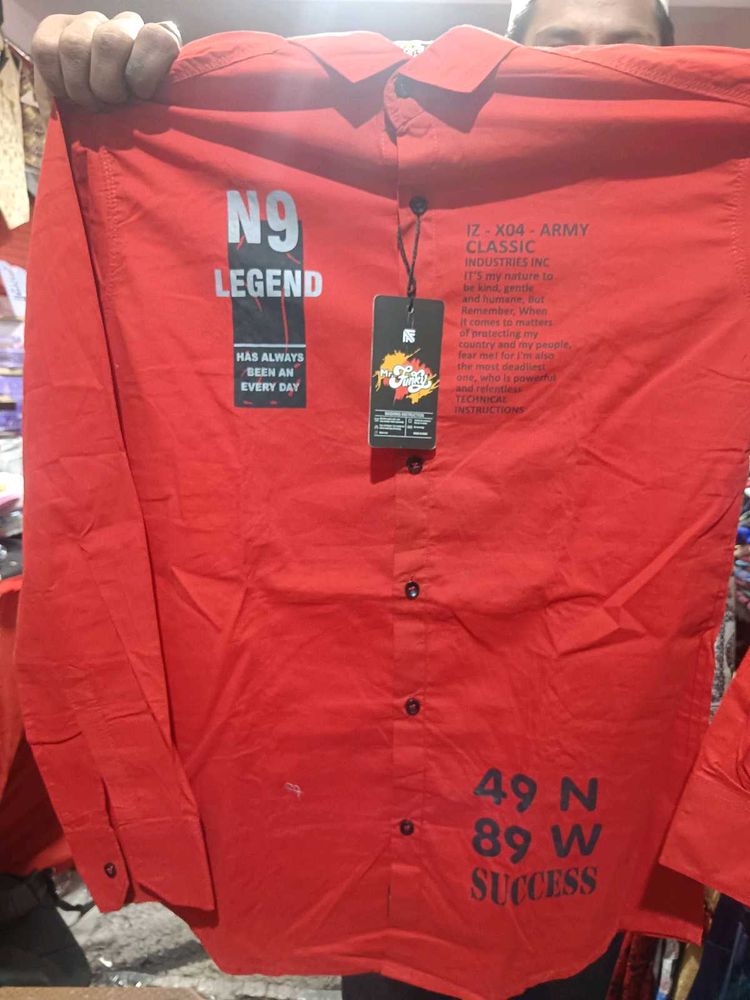 N9
LEGEND
HAS ALWAYS
BEEN AN
EVERY DAY
IZ - X04 - ARMY
CLASSIC
INDUSTRIES INC
IT'S my nature to
be kind, gentle
and humane, But
Remember, When
it comes to matters
of protecting my
country and my people,
fear me! for I'm also
the most deadliest
one, who is powerful
and relentless
TECHNICAL
INSTRUCTIONS
Mr Funky
WASHING INSTRUCTION
49 N
89 W
SUCCESS